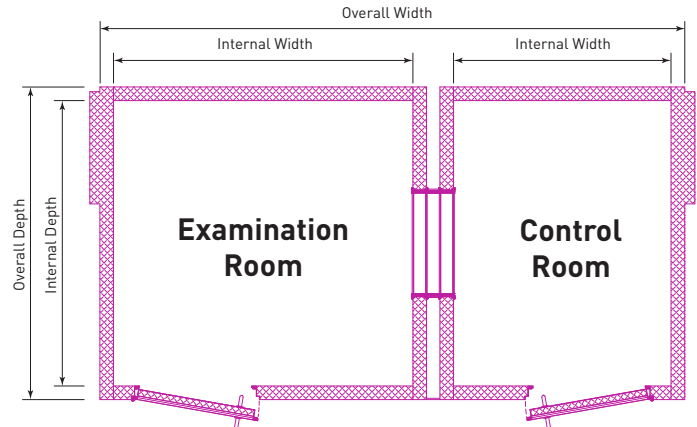 Overall Width
Internal Width
Internal Width
Overall Depth
Internal Depth
Examination
Room
Control
Room